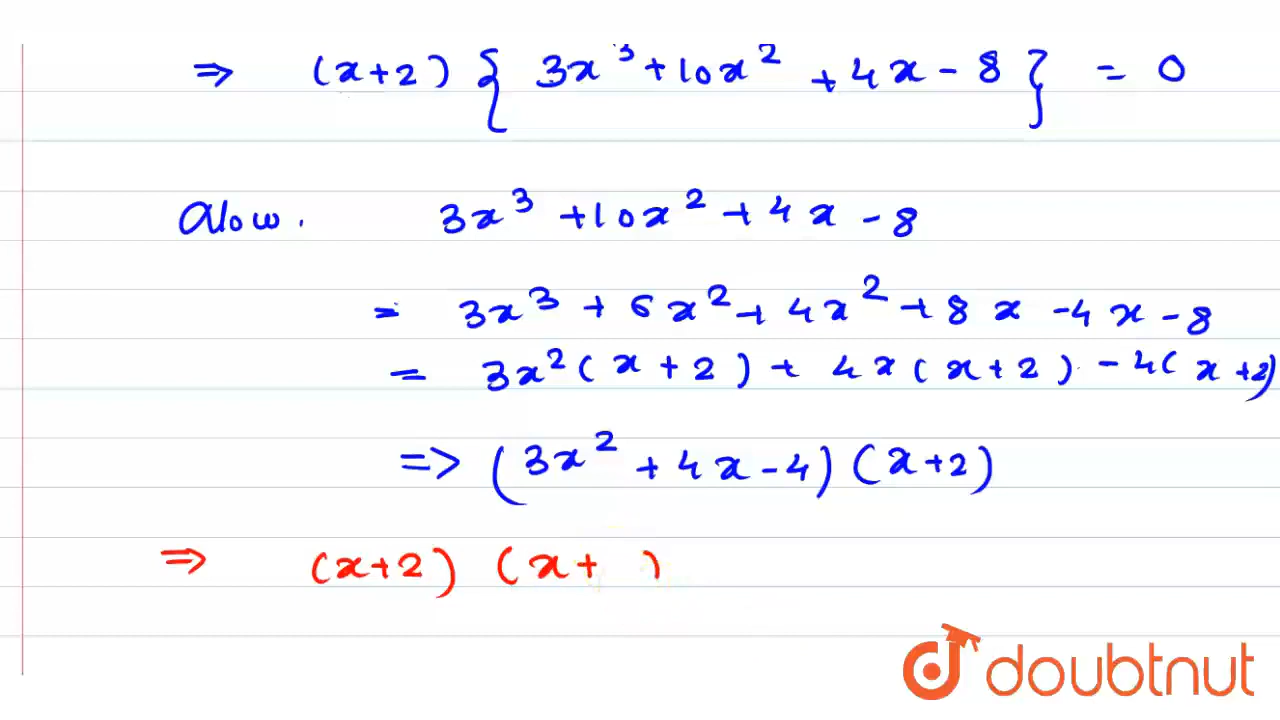 ⇒ (x+2) { 3x³ + 10x² + 4x - 8 } = 0
Now. 3x³ + 10x² + 4x - 8
= 3x³ + 6x² + 4x² + 8x - 4x - 8
= 3x² (x+2) + 4x (x+2) - 4(x+2)
=> (3x² + 4x - 4) (x+2)
⇒ (x+2) (x+ )
doubtnut